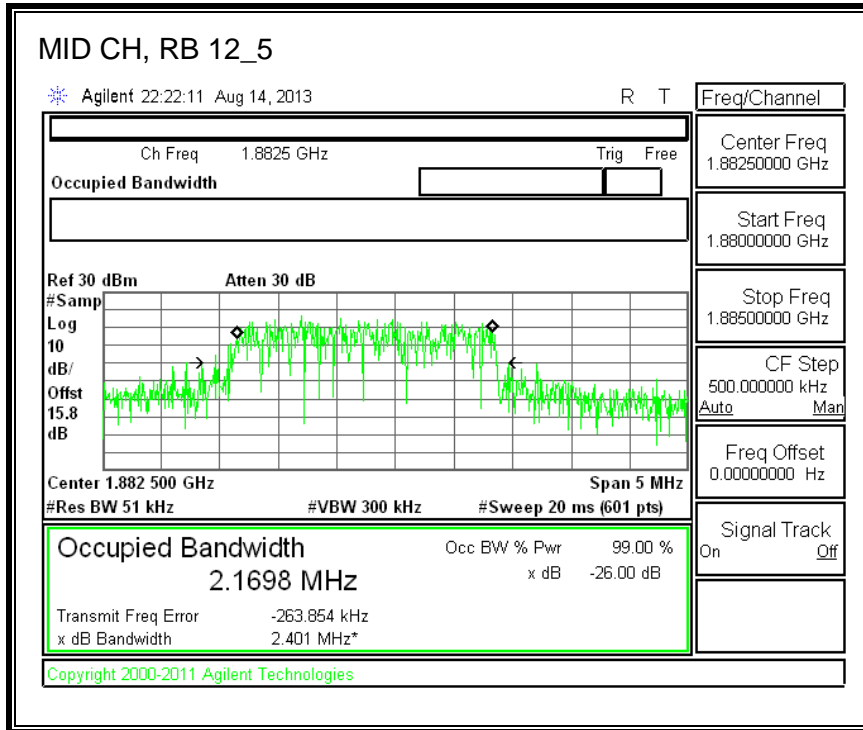 MID CH, RB 12_5
Agilent 22:22:11 Aug 14, 2013 R T
Freq/Channel
Ch Freq 1.8825 GHz Trig Free
Occupied Bandwidth
Center Freq
1.88250000 GHz
Start Freq
1.88000000 GHz
Stop Freq
1.88500000 GHz
CF Step
500.000000 kHz
Auto Man
Freq Offset
0.00000000 Hz
Signal Track
On Off
Ref 30 dBm Atten 30 dB
#Samp
Log
10
dB/
Offst
15.8
dB
Center 1.882 500 GHz Span 5 MHz
#Res BW 51 kHz #VBW 300 kHz #Sweep 20 ms (601 pts)
Occupied Bandwidth Occ BW % Pwr 99.00 %
2.1698 MHz x dB -26.00 dB
Transmit Freq Error -263.854 kHz
x dB Bandwidth 2.401 MHz*
Copyright 2000-2011 Agilent Technologies